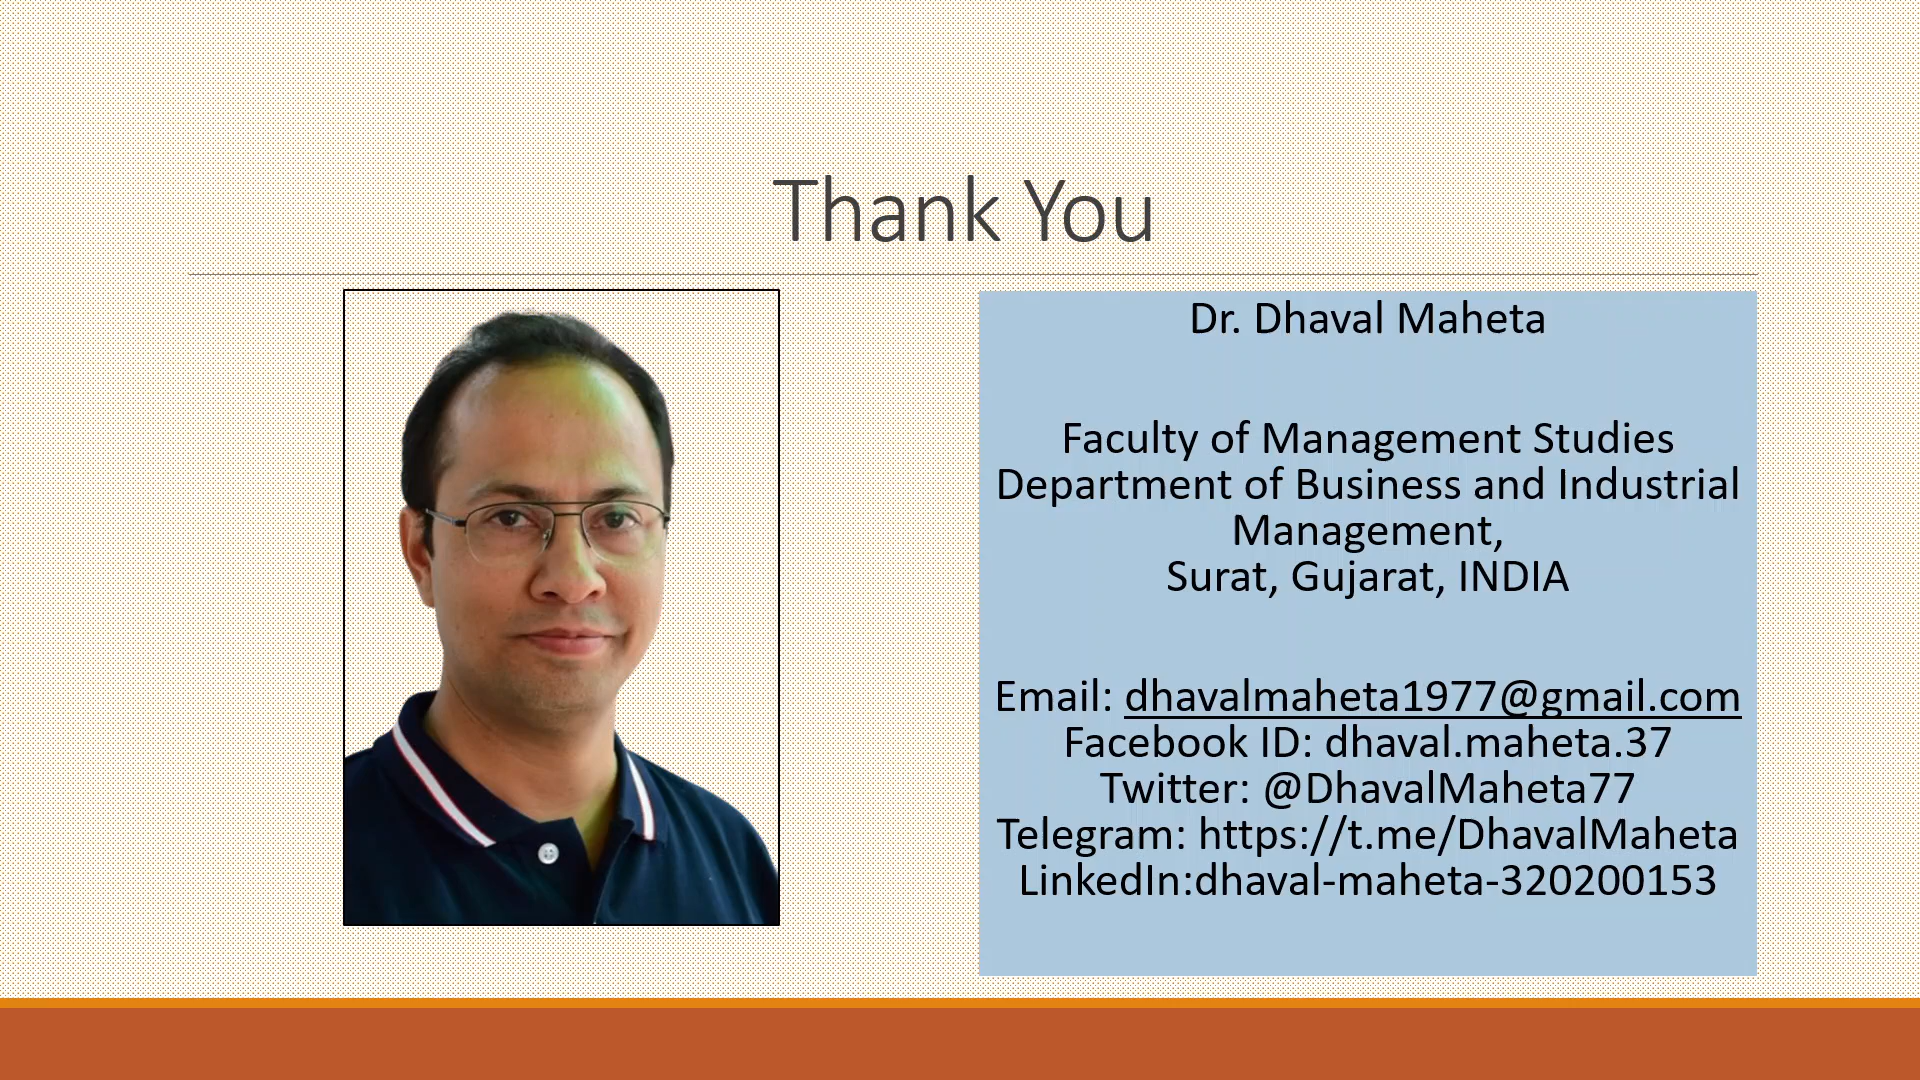 Thank You
Dr. Dhaval Maheta
Faculty of Management Studies
Department of Business and Industrial
Management,
Surat, Gujarat, INDIA
Email: dhavalmaheta1977@gmail.com
Facebook ID: dhaval.maheta.37
Twitter: @DhavalMaheta77
Telegram: https://t.me/DhavalMaheta
LinkedIn:dhaval-maheta-320200153